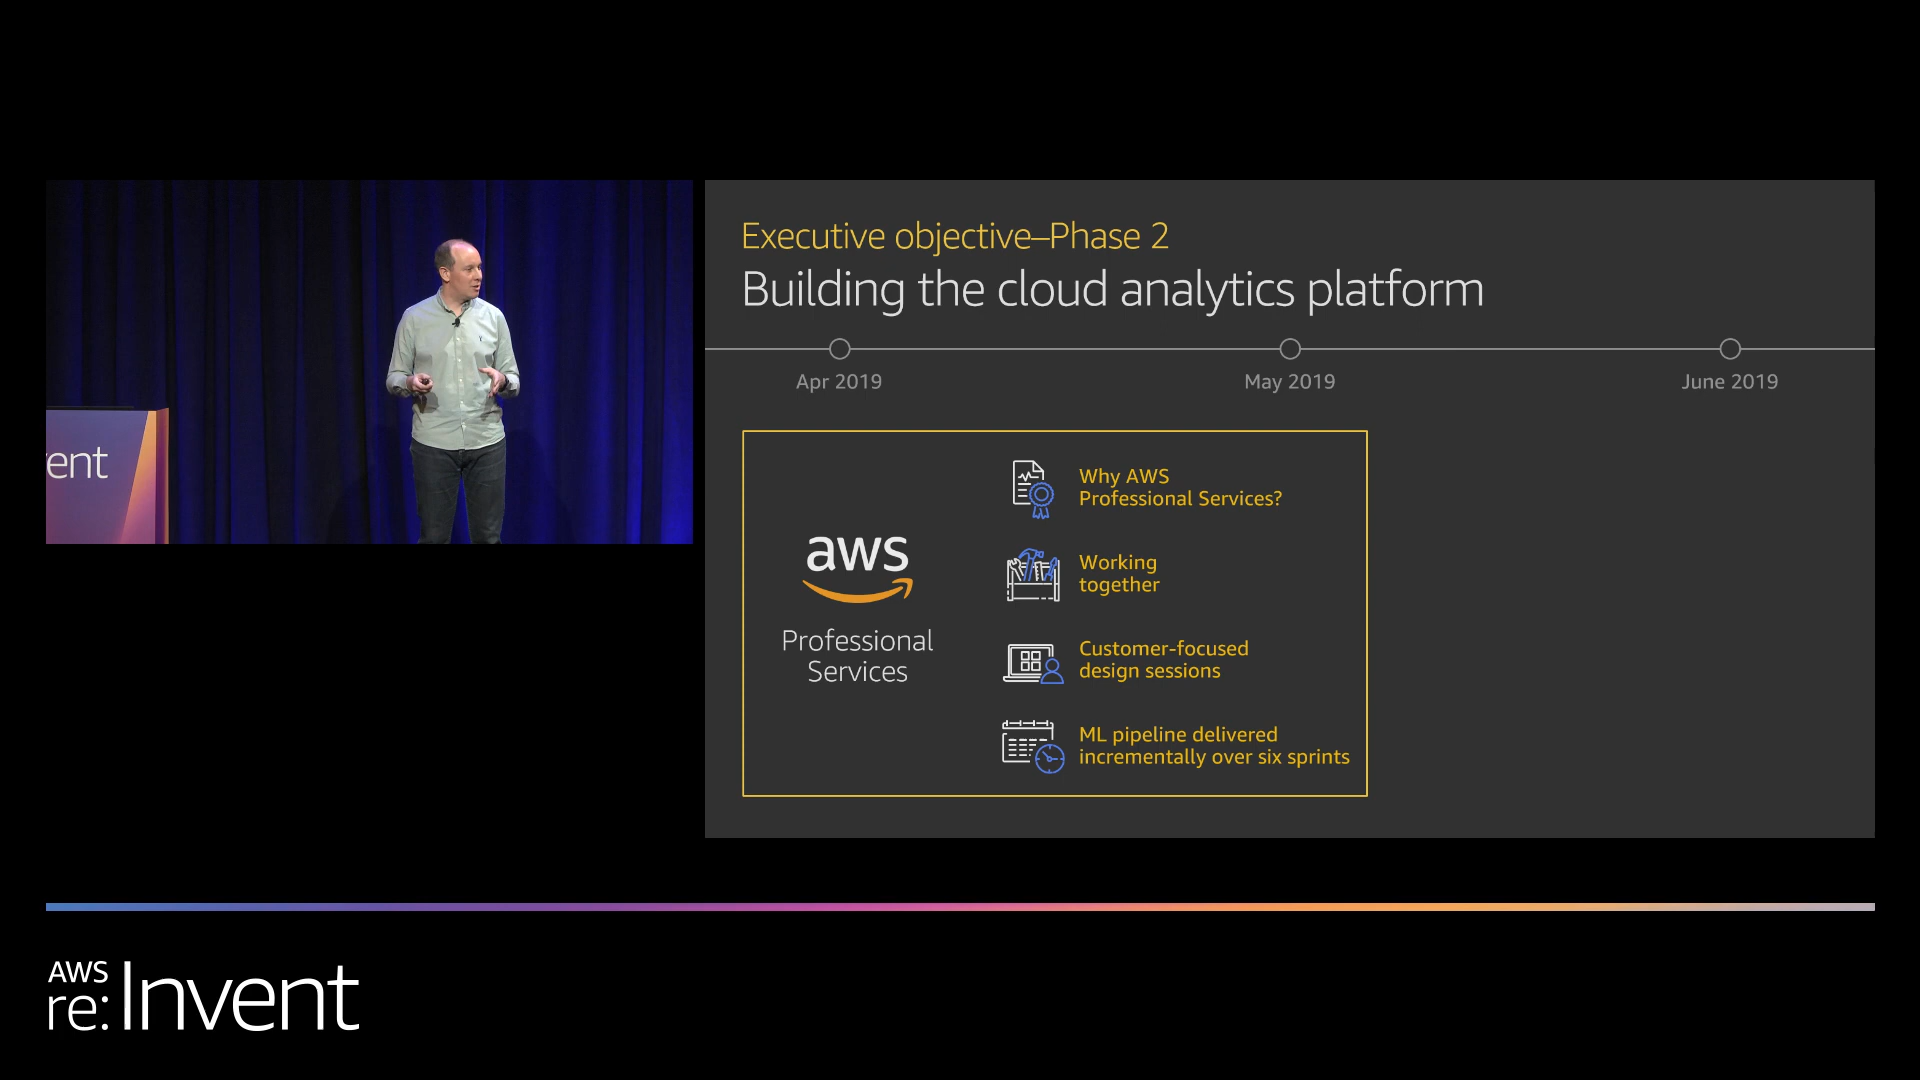 ent
Executive objective–Phase 2
Building the cloud analytics platform
Apr 2019
May 2019
June 2019
aws
Professional
Services
Why AWS
Professional Services?
Working
together
Customer-focused
design sessions
ML pipeline delivered
incrementally over six sprints
AWS
re:Invent